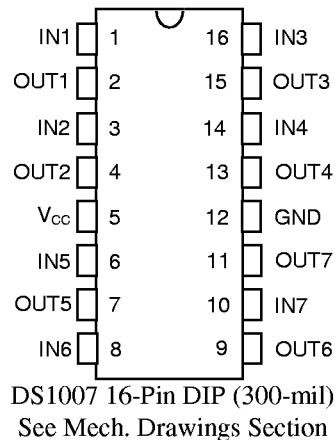 IN1 1 16 IN3
OUT1 2 15 OUT3
IN2 3 14 IN4
OUT2 4 13 OUT4
VCC 5 12 GND
IN5 6 11 OUT7
OUT5 7 10 IN7
IN6 8 9 OUT6
DS1007 16-Pin DIP (300-mil)
See Mech. Drawings Section